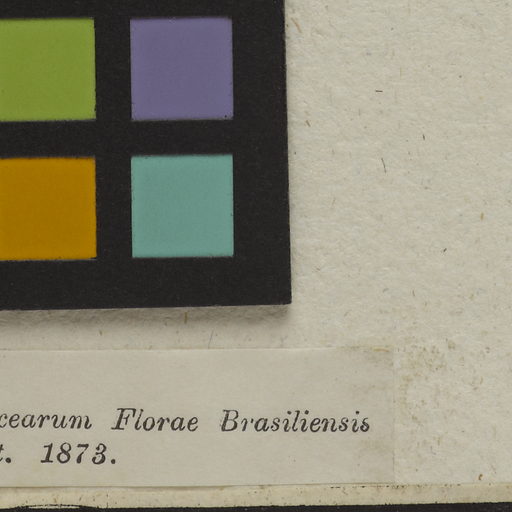 cearum Florae Brasiliensis
t. 1873.